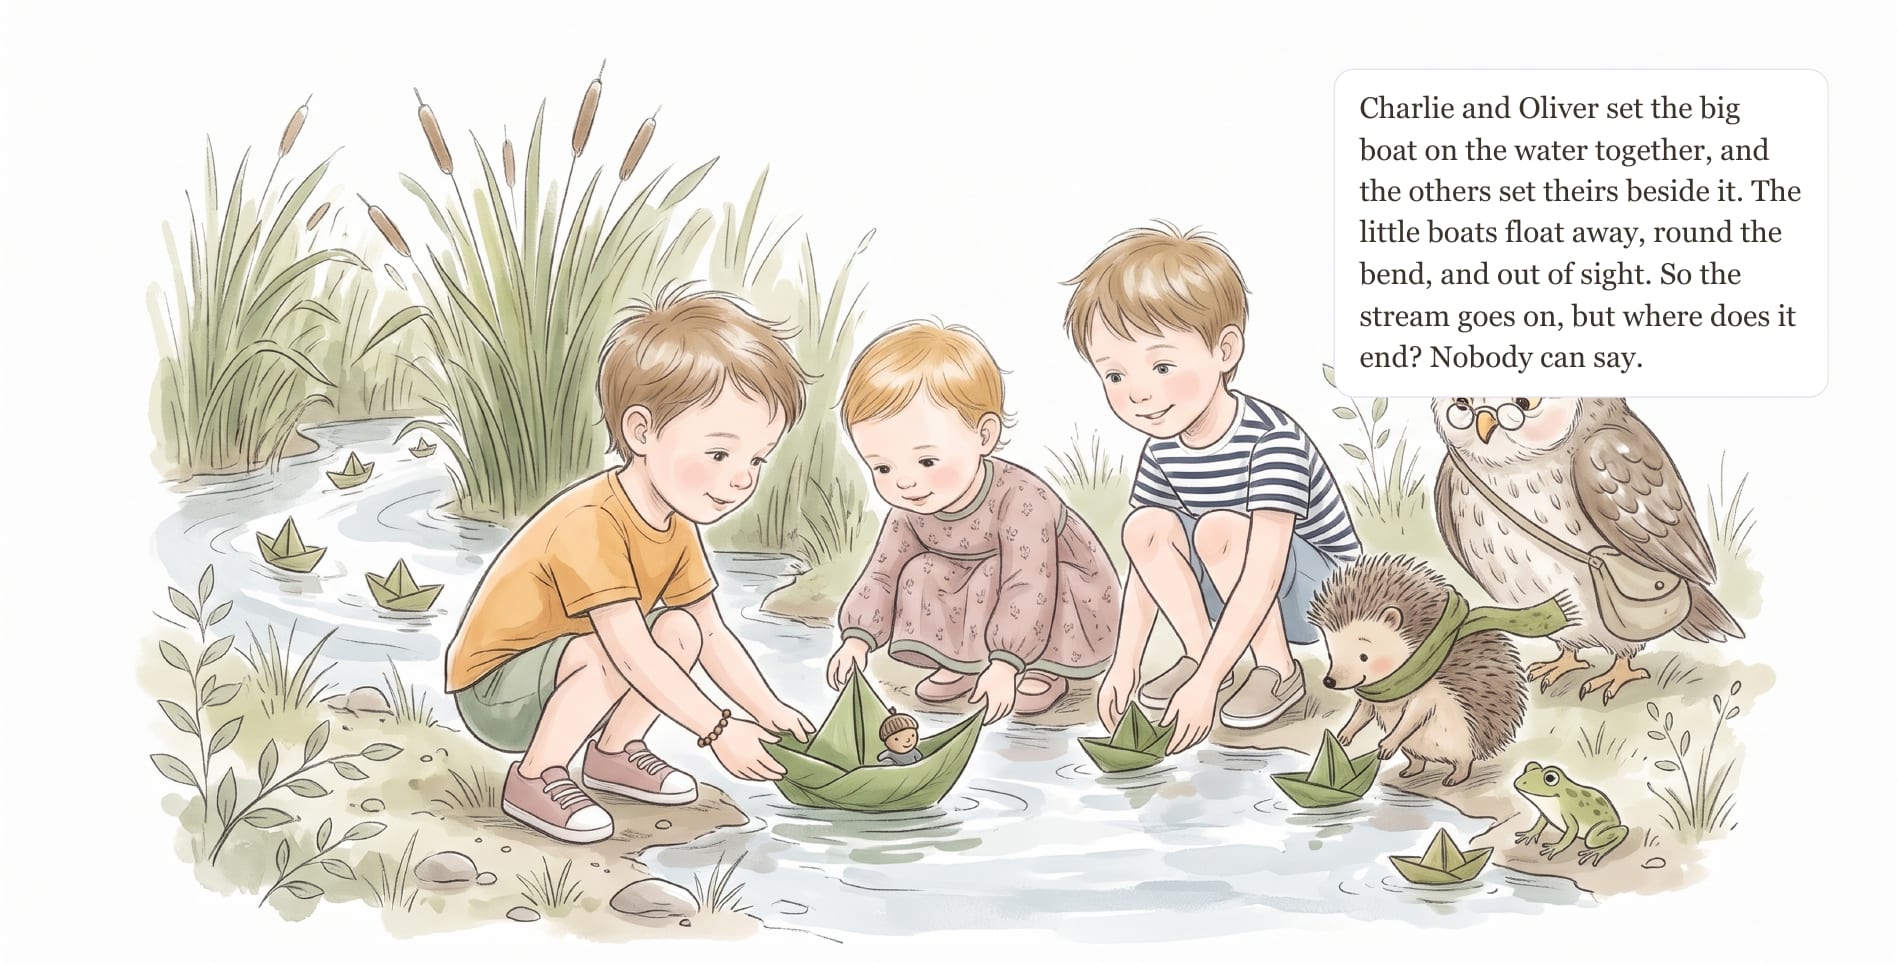 Charlie and Oliver set the big
boat on the water together, and
the others set theirs beside it. The
little boats float away, round the
bend, and out of sight. So the
stream goes on, but where does it
end? Nobody can say.